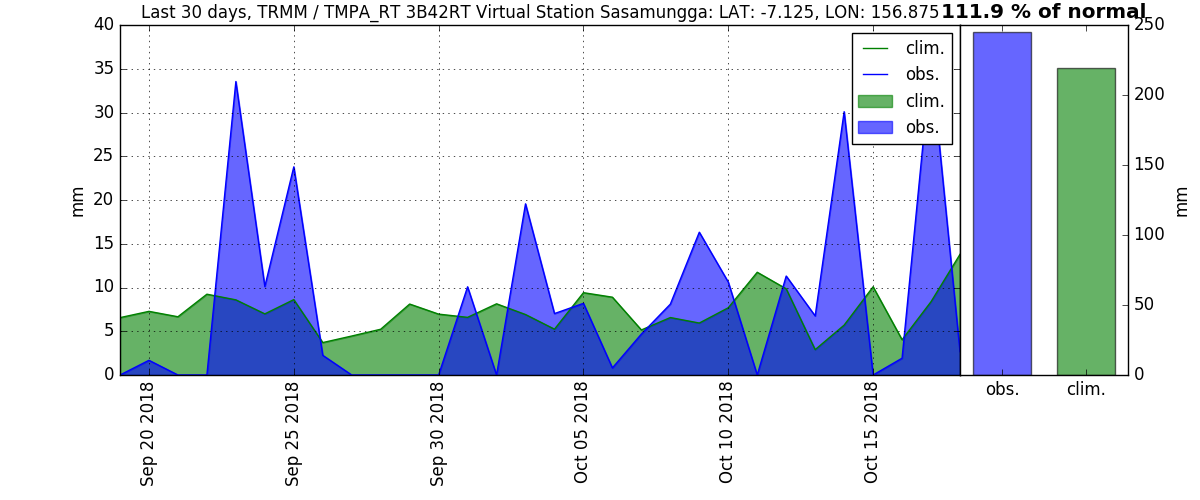 Last 30 days, TRMM / TMPA_RT 3B42RT Virtual Station Sasamungga: LAT: -7.125, LON: 156.875
111.9 % of normal
40
35
30
25
20
15
10
5
0
mm
clim.
obs.
clim.
obs.
250
200
150
100
50
0
mm
obs.
clim.
Sep 20 2018
Sep 25 2018
Sep 30 2018
Oct 05 2018
Oct 10 2018
Oct 15 2018